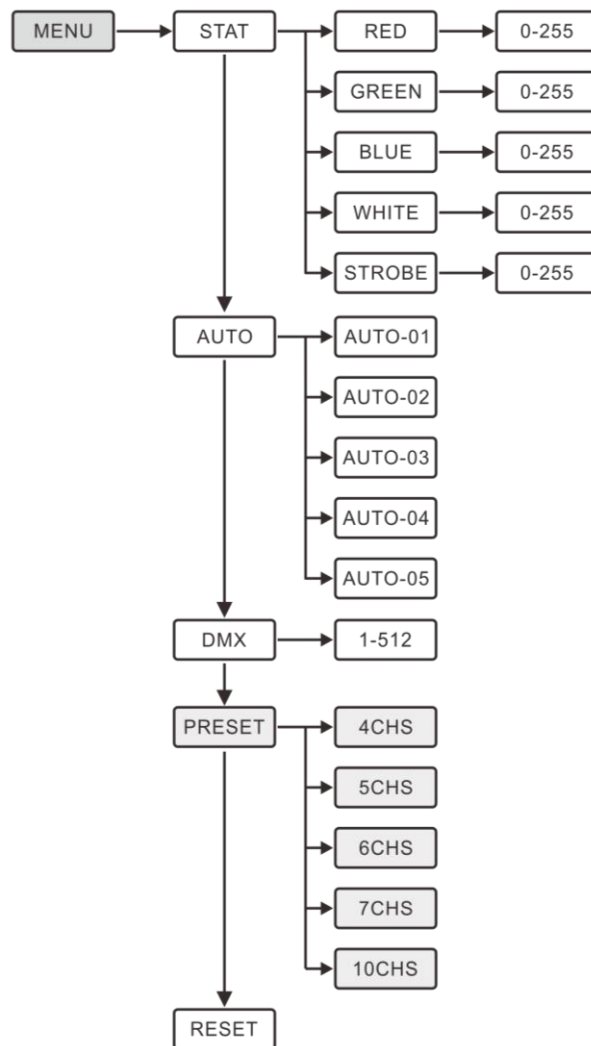 MENU STAT RED 0-255
GREEN 0-255
BLUE 0-255
WHITE 0-255
STROBE 0-255
AUTO AUTO-01
AUTO-02
AUTO-03
AUTO-04
AUTO-05
DMX 1-512
PRESET 4CHS
5CHS
6CHS
7CHS
10CHS
RESET